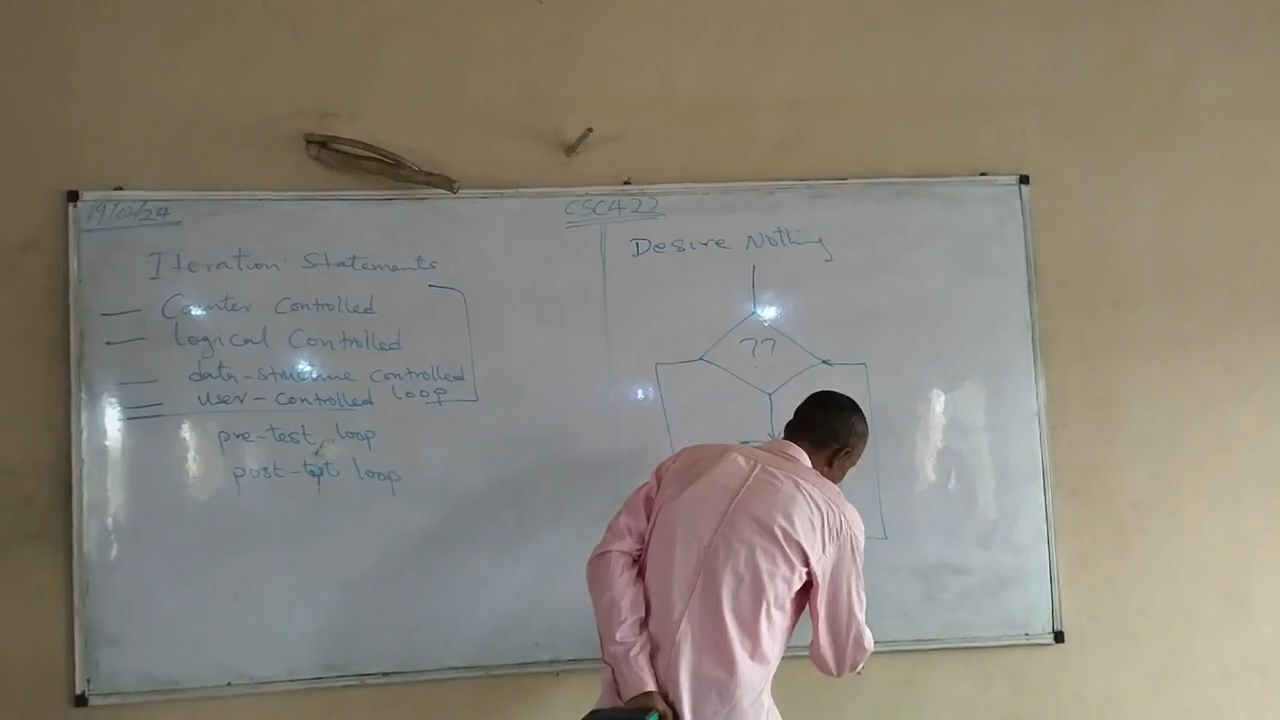 19/02/24
CSC422
Iteration Statements
Counter Controlled
Logical Controlled
data-structure controlled
user-controlled loop
pre-test loop
post-test loop
Desire Nothing
??